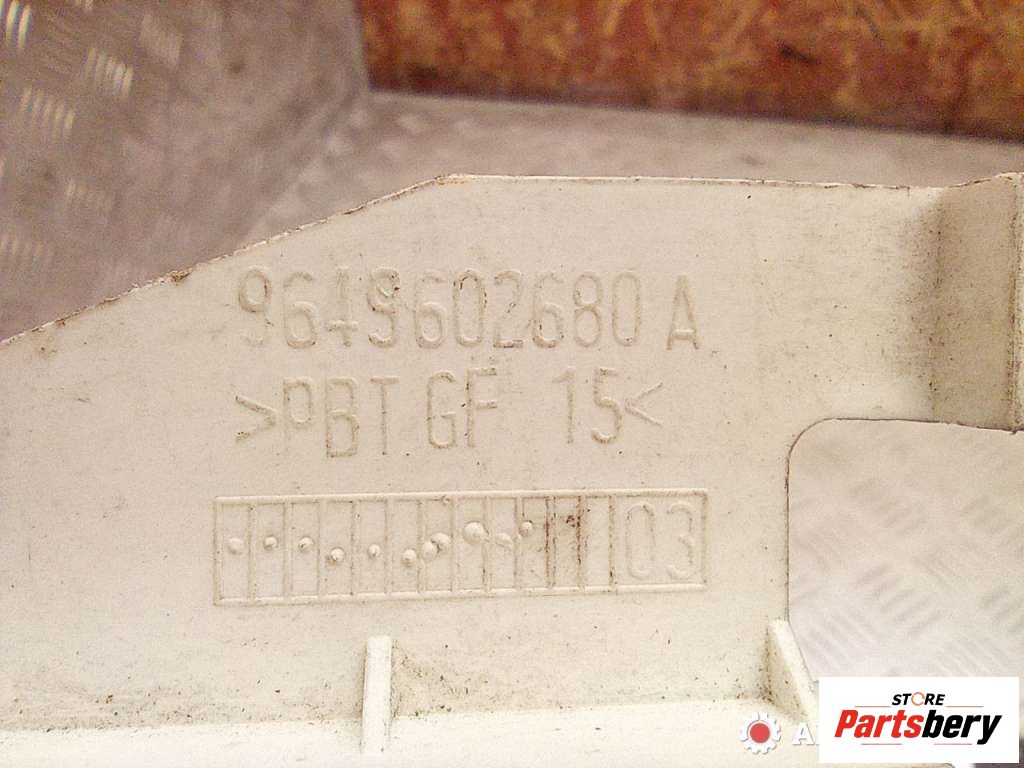 9649602680 A
>PBT GF 15<
03
STORE
Partsbery